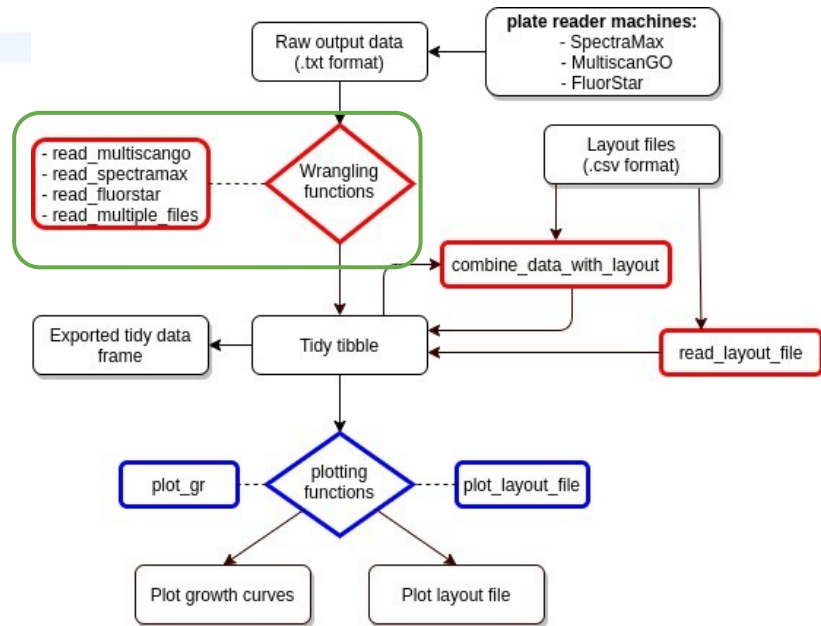 plate reader machines:
- SpectraMax
- MultiscanGO
- FluorStar
Raw output data
(.txt format)
- read_multiscango
- read_spectramax
- read_fluorstar
- read_multiple_files
Wrangling
functions
Layout files
(.csv format)
combine_data_with_layout
Exported tidy data
frame
Tidy tibble
read_layout_file
plot_gr
plotting
functions
plot_layout_file
Plot growth curves
Plot layout file